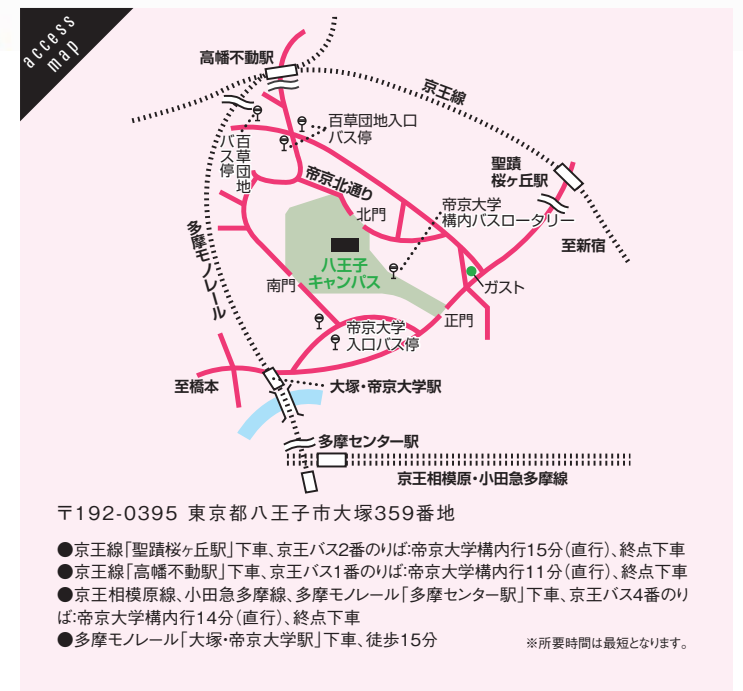 access
map
高幡不動駅
京王線
百草団地入口
バス停
百草団地
バス停
聖蹟
桜ヶ丘駅
帝京北通り
帝京大学
構内バスロータリー
北門
至新宿
多摩モノレール
八王子
キャンパス
南門
ガスト
正門
帝京大学
入口バス停
至橋本
大塚・帝京大学駅
多摩センター駅
京王相模原・小田急多摩線
〒192-0395 東京都八王子市大塚359番地
●京王線「聖蹟桜ヶ丘駅」下車、京王バス2番のりば:帝京大学構内行15分(直行)、終点下車
●京王線「高幡不動駅」下車、京王バス1番のりば:帝京大学構内行11分(直行)、終点下車
●京王相模原線、小田急多摩線、多摩モノレール「多摩センター駅」下車、京王バス4番のり
ば:帝京大学構内行14分(直行)、終点下車
●多摩モノレール「大塚・帝京大学駅」下車、徒歩15分
※所要時間は最短となります。